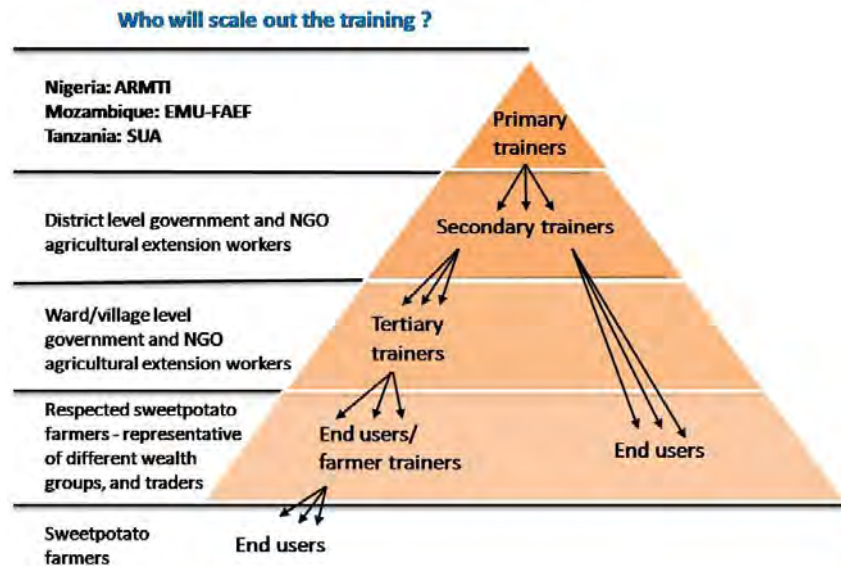 Who will scale out the training ?
Nigeria: ARMTI
Mozambique: EMU-FAEF
Tanzania: SUA
Primary
trainers
District level government and NGO
agricultural extension workers
Secondary trainers
Ward/village level
government and NGO
agricultural extension workers
Tertiary
trainers
Respected sweetpotato
farmers - representative
of different wealth
groups, and traders
End users/
farmer trainers
End users
Sweetpotato
farmers
End users